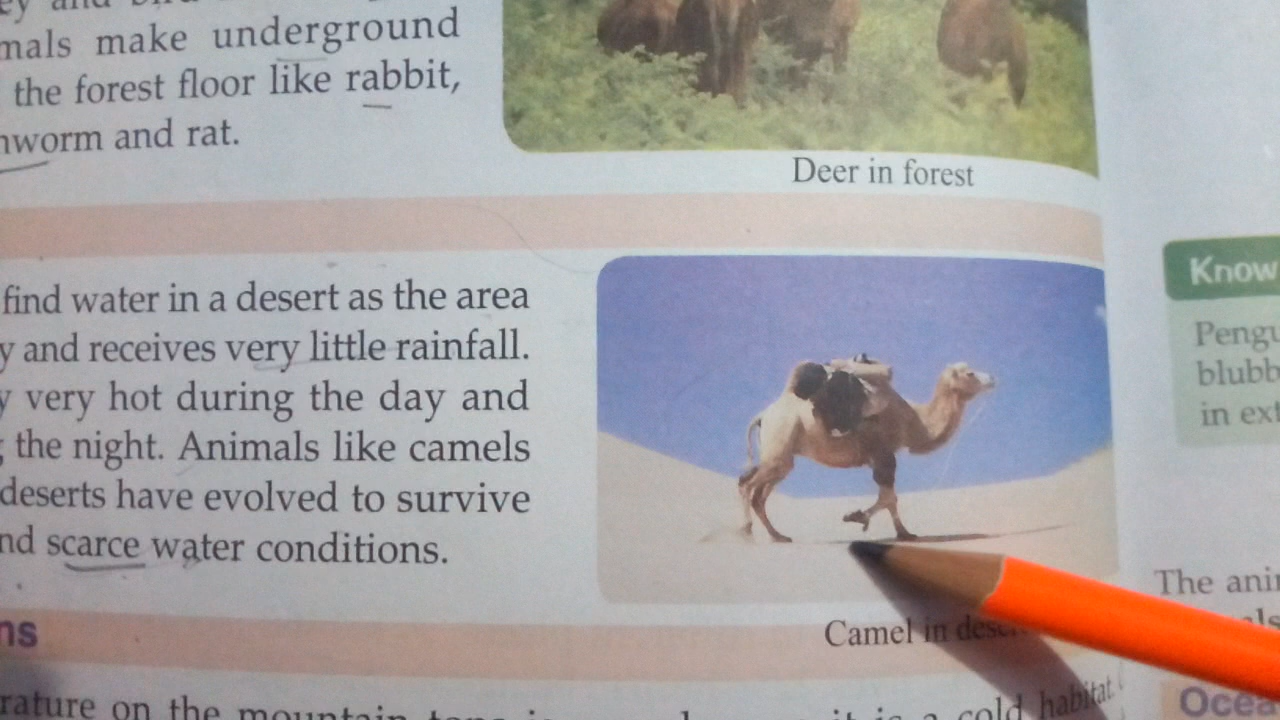 and
mals make underground
the forest floor like rabbit,
worm and rat.
Deer in forest
find water in a desert as the area
y and receives very little rainfall.
y very hot during the day and
the night. Animals like camels
deserts have evolved to survive
nd scarce water conditions.
Camel in
ns
rature on the mountain
it is a cold habitat.
Know
Pengu
blubb
in ext
The ani
als
Ocea